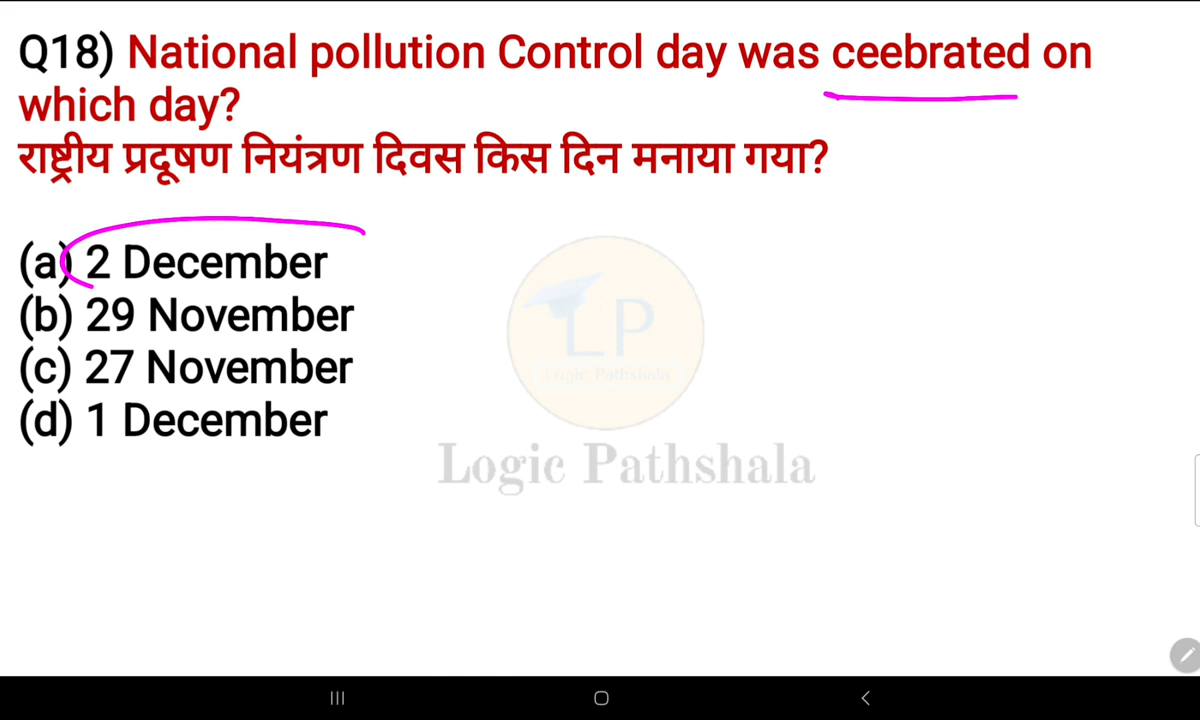 Q18) National pollution Control day was ceebrated on
which day?
राष्ट्रीय प्रदूषण नियंत्रण दिवस किस दिन मनाया गया?
(a) 2 December
(b) 29 November
(c) 27 November
(d) 1 December
LP
Logic Pathshala
Logic Pathshala